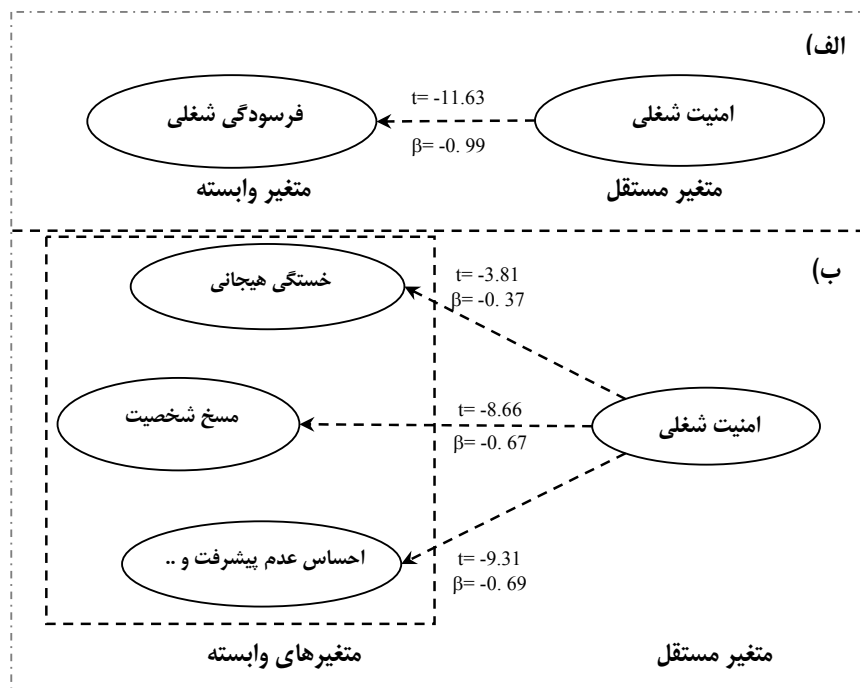 الف)
امنیت شغلی
t= -11.63
β= -0. 99
فرسودگی شغلی
متغیر مستقل
متغیر وابسته
ب)
خستگی هیجانی
t= -3.81
β= -0. 37
امنیت شغلی
t= -8.66
β= -0. 67
مسخ شخصیت
t= -9.31
β= -0. 69
احساس عدم پیشرفت و ..
متغیر مستقل
متغیرهای وابسته